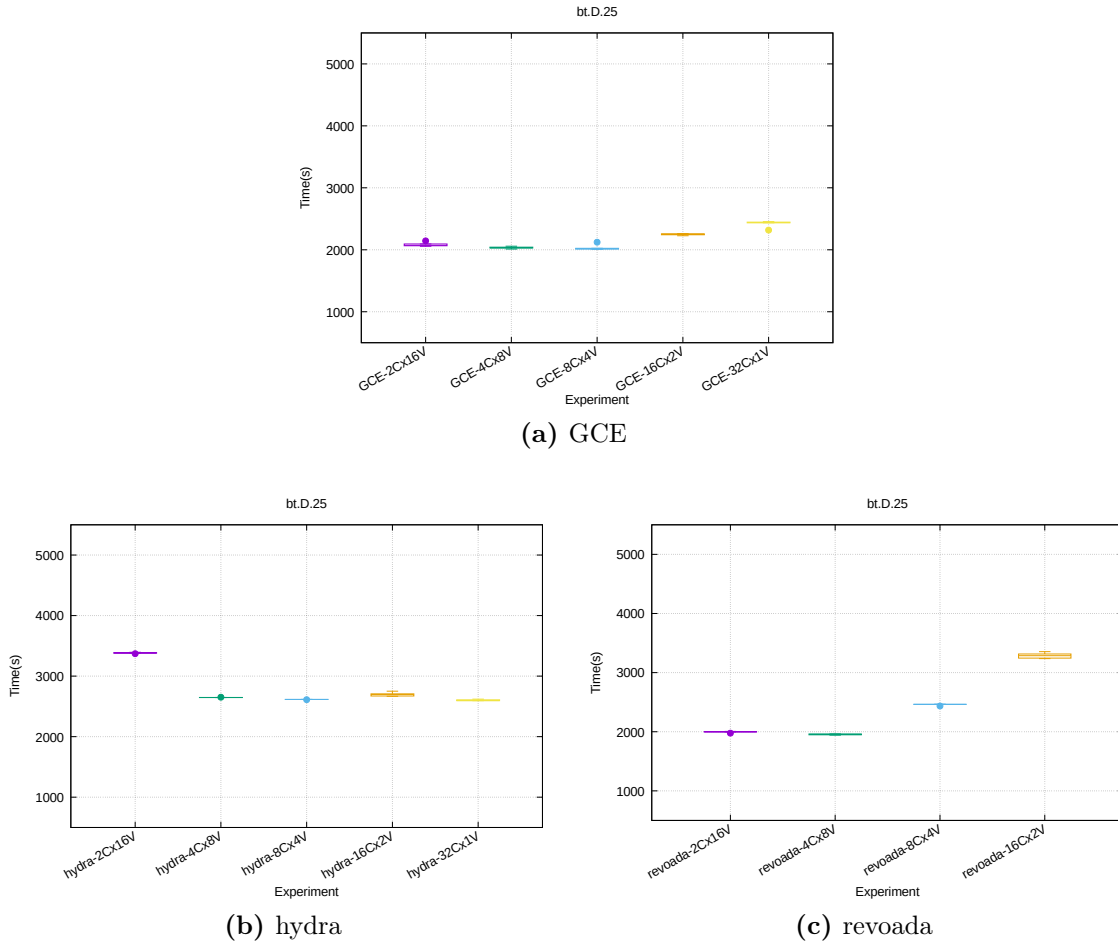 bt.D.25
5000
4000
3000
2000
1000
Time(s)
GCE-2Cx16V
GCE-4Cx8V
GCE-8Cx4V
GCE-16Cx2V
GCE-32Cx1V
Experiment
(a) GCE
bt.D.25
5000
4000
3000
2000
1000
Time(s)
hydra-2Cx16V
hydra-4Cx8V
hydra-8Cx4V
hydra-16Cx2V
hydra-32Cx1V
Experiment
(b) hydra
bt.D.25
5000
4000
3000
2000
1000
Time(s)
revoada-2Cx16V
revoada-4Cx8V
revoada-8Cx4V
revoada-16Cx2V
Experiment
(c) revoada